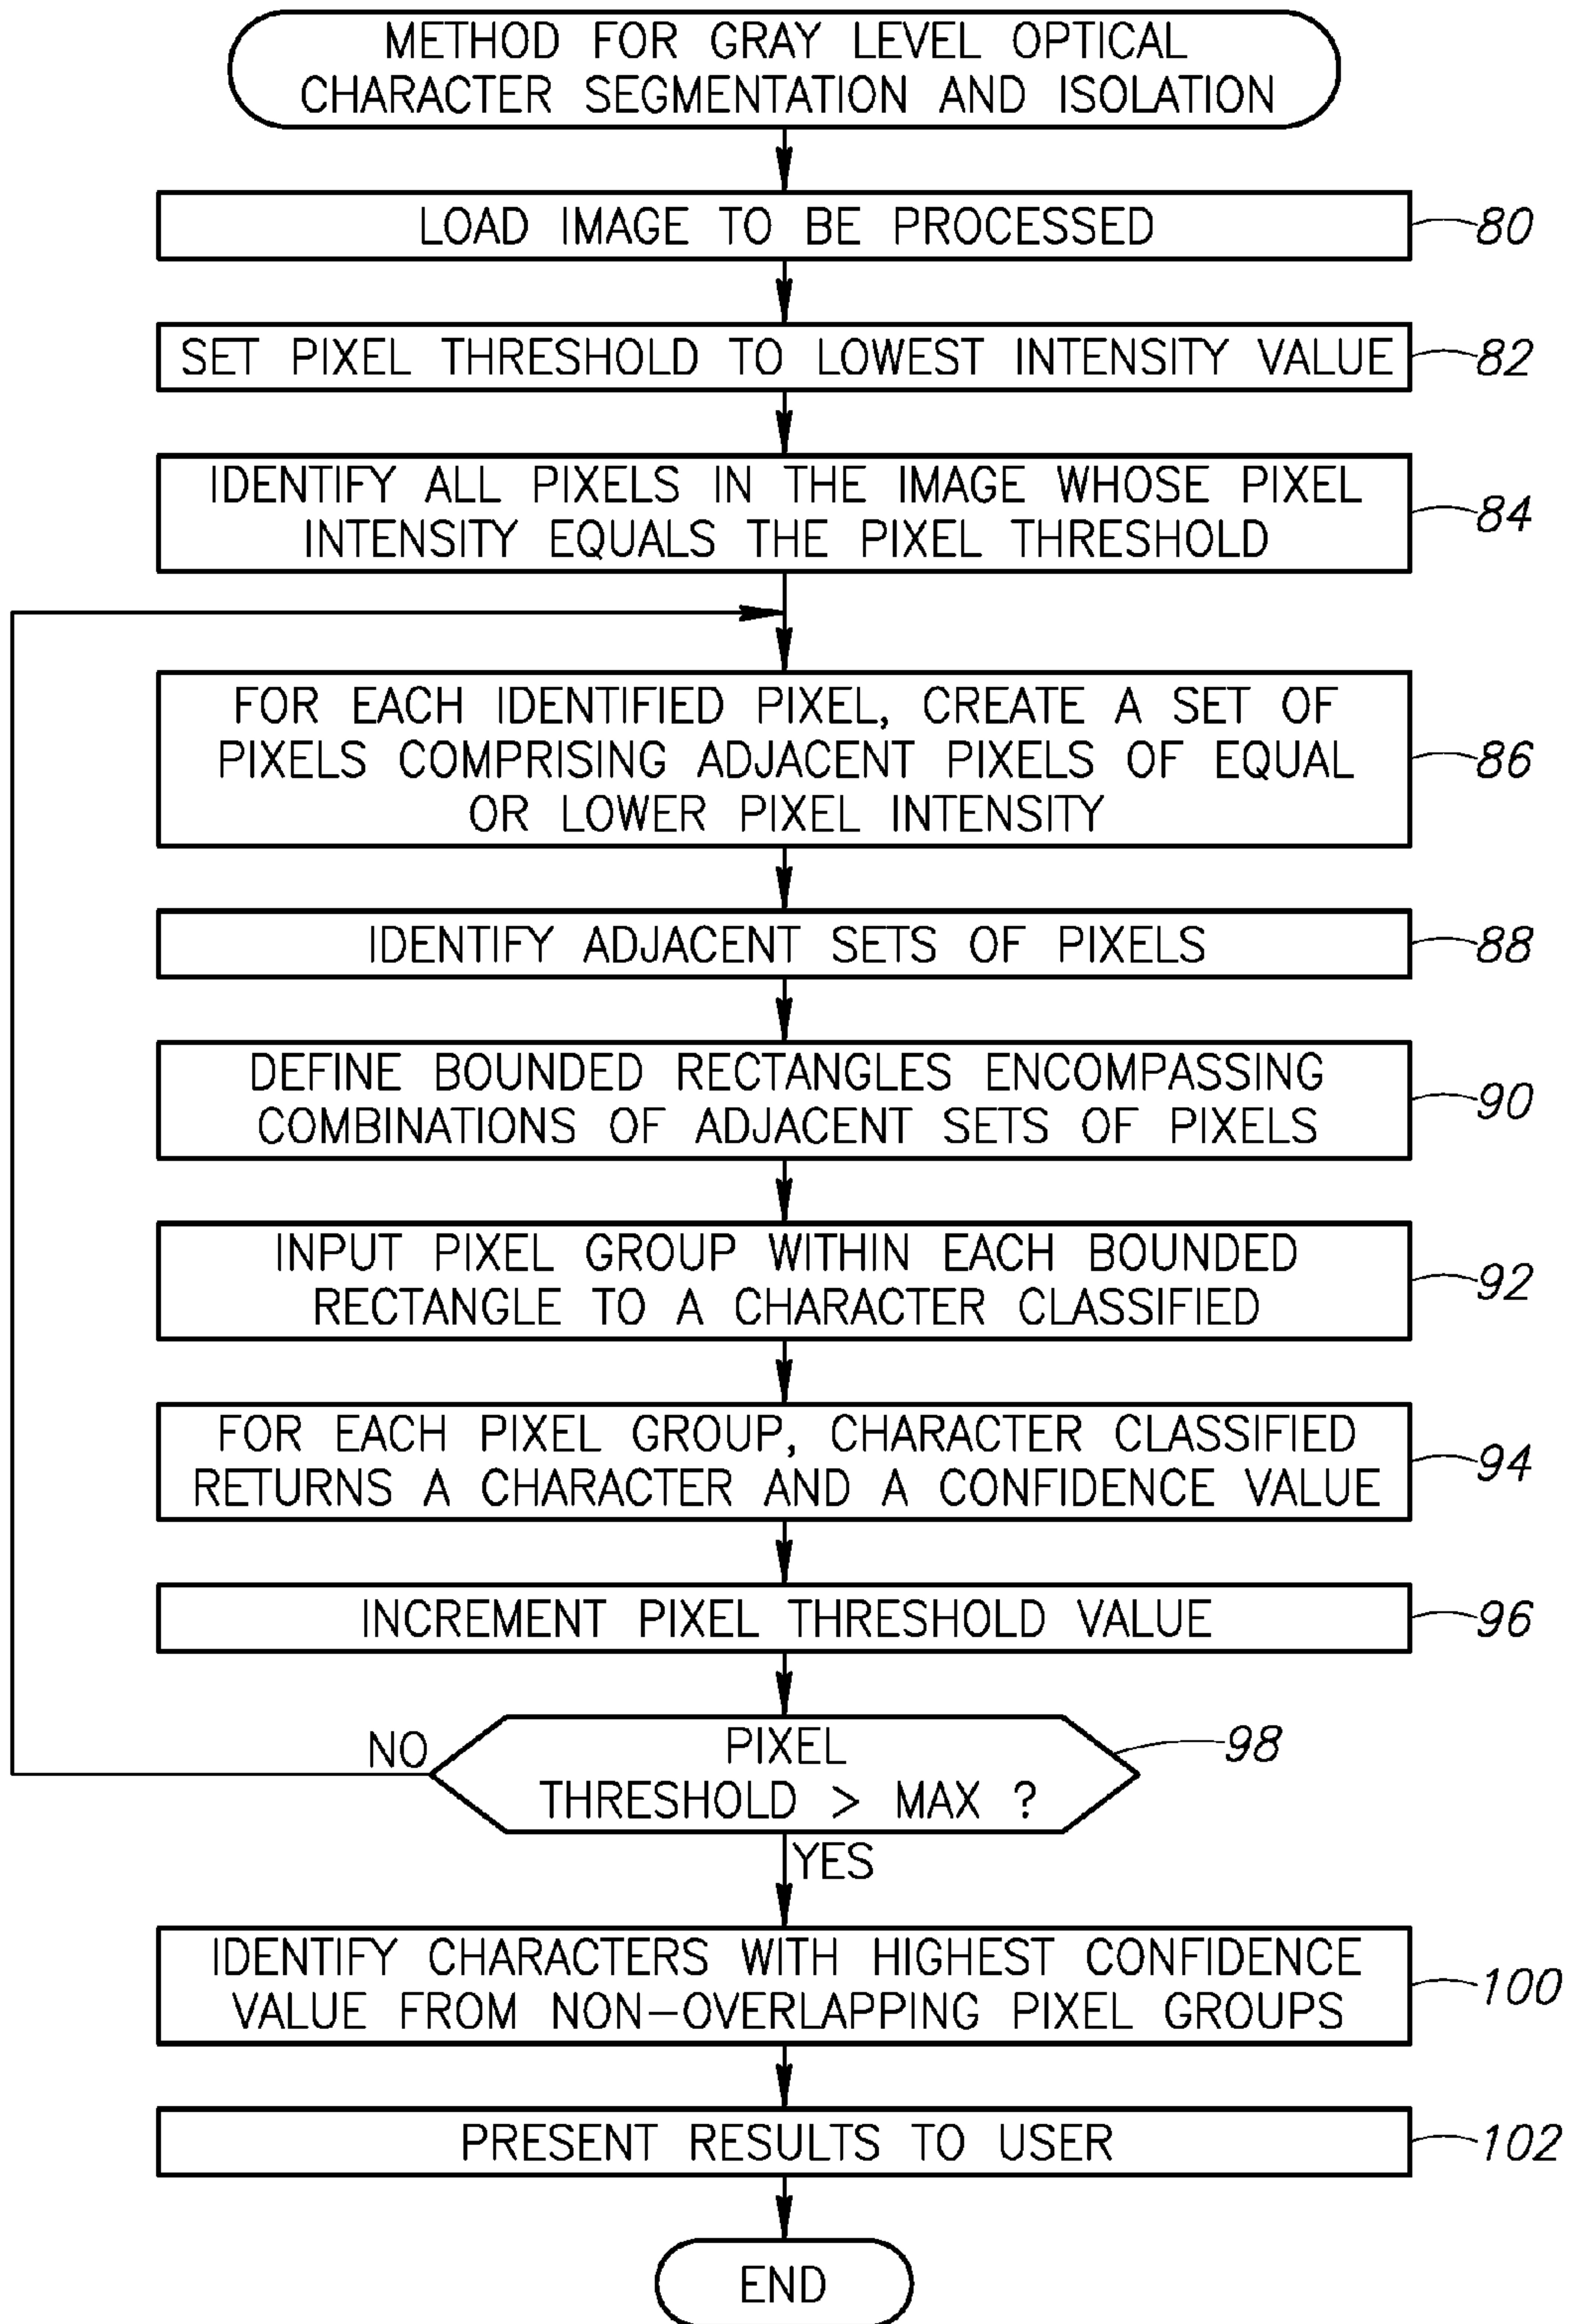 METHOD FOR GRAY LEVEL OPTICAL
CHARACTER SEGMENTATION AND ISOLATION
LOAD IMAGE TO BE PROCESSED
80
SET PIXEL THRESHOLD TO LOWEST INTENSITY VALUE
82
IDENTIFY ALL PIXELS IN THE IMAGE WHOSE PIXEL
INTENSITY EQUALS THE PIXEL THRESHOLD
84
FOR EACH IDENTIFIED PIXEL, CREATE A SET OF
PIXELS COMPRISING ADJACENT PIXELS OF EQUAL
OR LOWER PIXEL INTENSITY
86
IDENTIFY ADJACENT SETS OF PIXELS
88
DEFINE BOUNDED RECTANGLES ENCOMPASSING
COMBINATIONS OF ADJACENT SETS OF PIXELS
90
INPUT PIXEL GROUP WITHIN EACH BOUNDED
RECTANGLE TO A CHARACTER CLASSIFIED
92
FOR EACH PIXEL GROUP, CHARACTER CLASSIFIED
RETURNS A CHARACTER AND A CONFIDENCE VALUE
94
INCREMENT PIXEL THRESHOLD VALUE
96
NO
PIXEL
THRESHOLD > MAX ?
98
YES
IDENTIFY CHARACTERS WITH HIGHEST CONFIDENCE
VALUE FROM NON-OVERLAPPING PIXEL GROUPS
100
PRESENT RESULTS TO USER
102
END